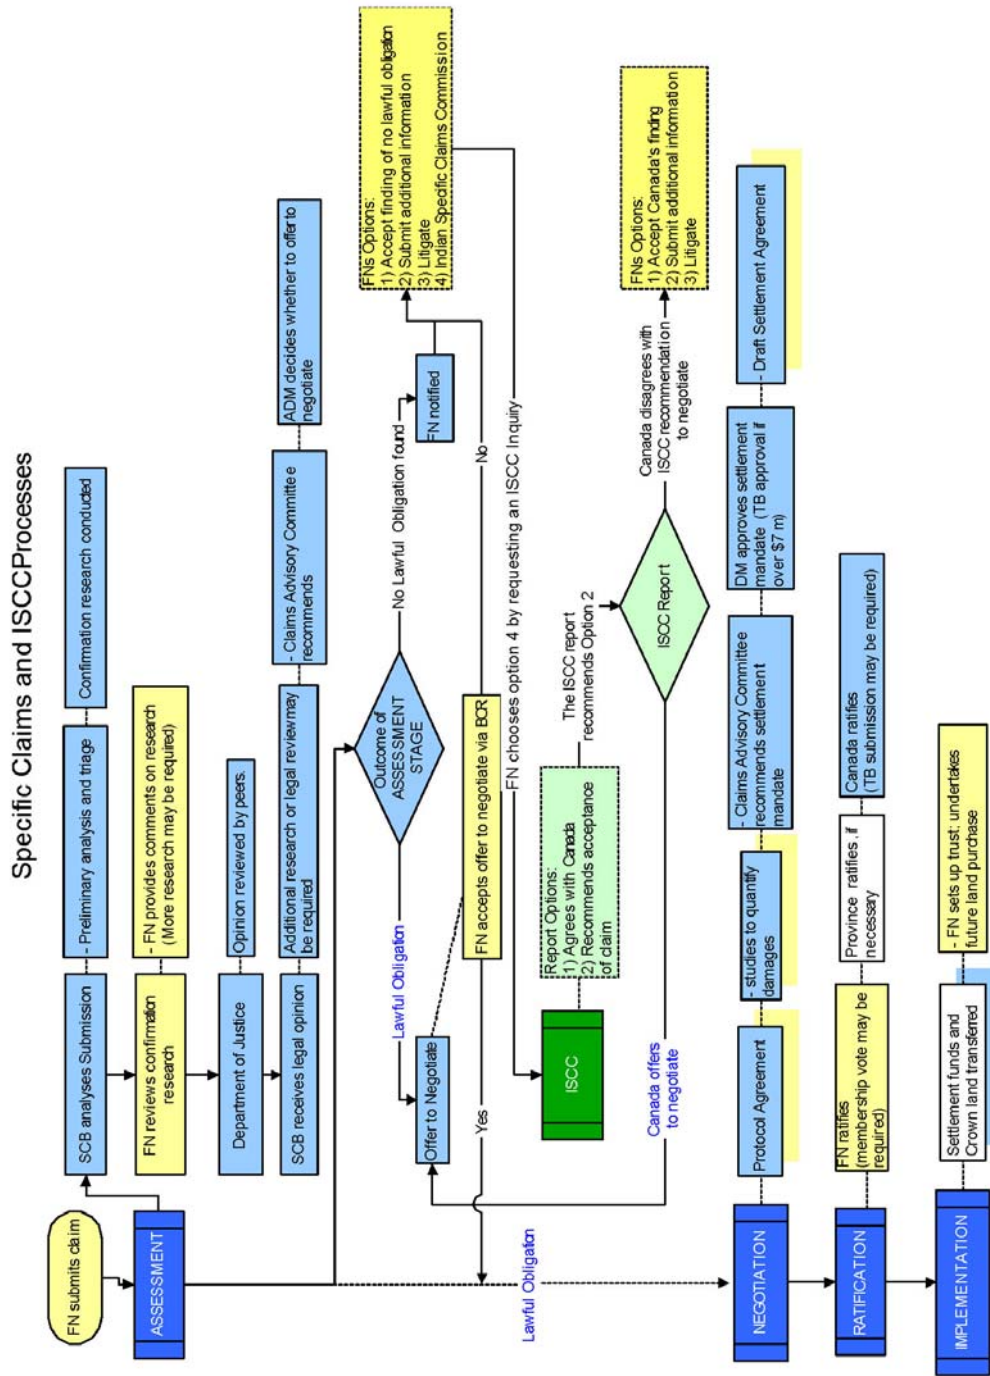 Specific Claims and ISCCProcesses
FN submits claim
ASSESSMENT
SCB analyses Submission
- Preliminary analysis and triage
Confirmation research conducted
FN reviews confirmation
research
- FN provides comments on research
(More research may be required)
Department of Justice
Opinion reviewed by peers.
SCB receives legal opinion
Additional research or legal review may
be required
- Claims Advisory Committee
recommends
ADM decides whether to offer to
negotiate
Outcome of
ASSESSMENT
STAGE
Lawful Obligation
No Lawful Obligation found
Offer to Negotiate
FN notified
FNs Options:
1) Accept finding of no lawful obligation
2) Submit additional information
3) Litigate
4) Indian Specific Claims Commission
Yes
FN accepts offer to negotiate via BCR
No
FN chooses option 4 by requesting an ISCC Inquiry
ISCC
Report Options:
1) Agrees with Canada
2) Recommends acceptance
of claim
The ISCC report
recommends Option 2
ISCC Report
Canada offers
to negotiate
Canada disagrees with
ISCC recommendation
to negotiate
FNs Options:
1) Accept Canada's finding
2) Submit additional information
3) Litigate
Lawful Obligation
NEGOTIATION
Protocol Agreement
- studies to quantify
damages
- Claims Advisory Committee
recommends settlement
mandate
DM approves settlement
mandate (TB approval if
over $7 m)
- Draft Settlement Agreement
RATIFICATION
FN ratifies
(membership vote may be
required)
Province ratifies , if
necessary
Canada ratifies
(TB submission may be required)
IMPLEMENTATION
Settlement funds and
Crown land transferred
- FN sets up trust; undertakes
future land purchase